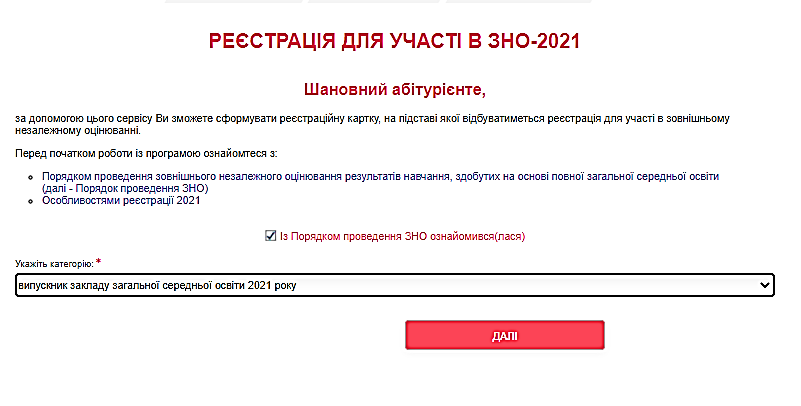 РЕЄСТРАЦІЯ ДЛЯ УЧАСТІ В ЗНО-2021
Шановний абітурієнте,
за допомогою цього сервісу Ви зможете сформувати реєстраційну картку, на підставі якої відбуватиметься реєстрація для участі в зовнішньому
незалежному оцінюванні.
Перед початком роботи із програмою ознайомтеся з:
Порядком проведення зовнішнього незалежного оцінювання результатів навчання, здобутих на основі повної загальної середньої освіти
(далі - Порядок проведення ЗНО)
Особливостями реєстрації 2021
Із Порядком проведення ЗНО ознайомився(лася)
Укажіть категорію: *
випускник закладу загальної середньої освіти 2021 року
ДАЛІ